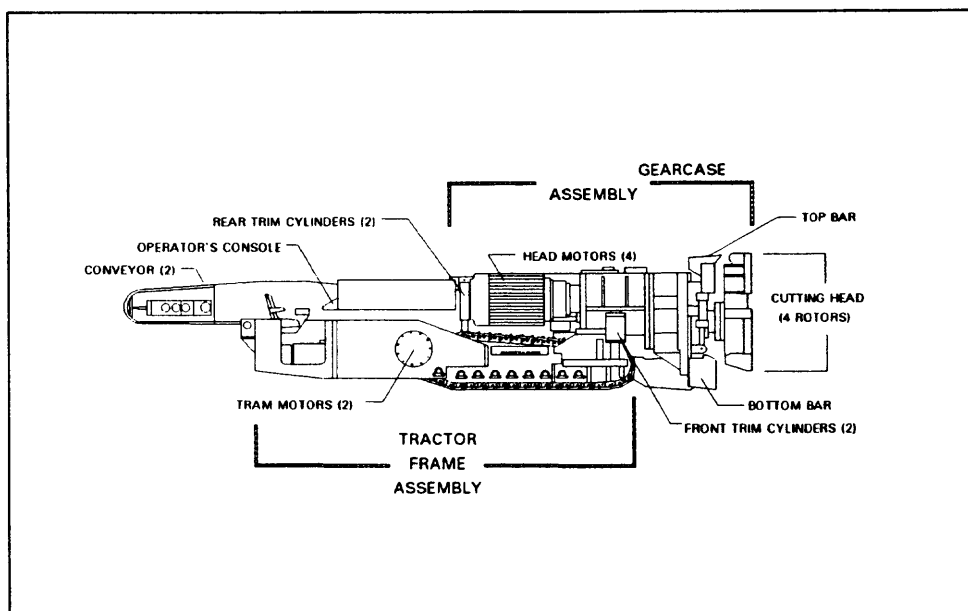 GEARCASE
ASSEMBLY
REAR TRIM CYLINDERS (2)
TOP BAR
OPERATOR'S CONSOLE
HEAD MOTORS (4)
CONVEYOR (2)
CUTTING HEAD
(4 ROTORS)
TRAM MOTORS (2)
BOTTOM BAR
FRONT TRIM CYLINDERS (2)
TRACTOR
FRAME
ASSEMBLY